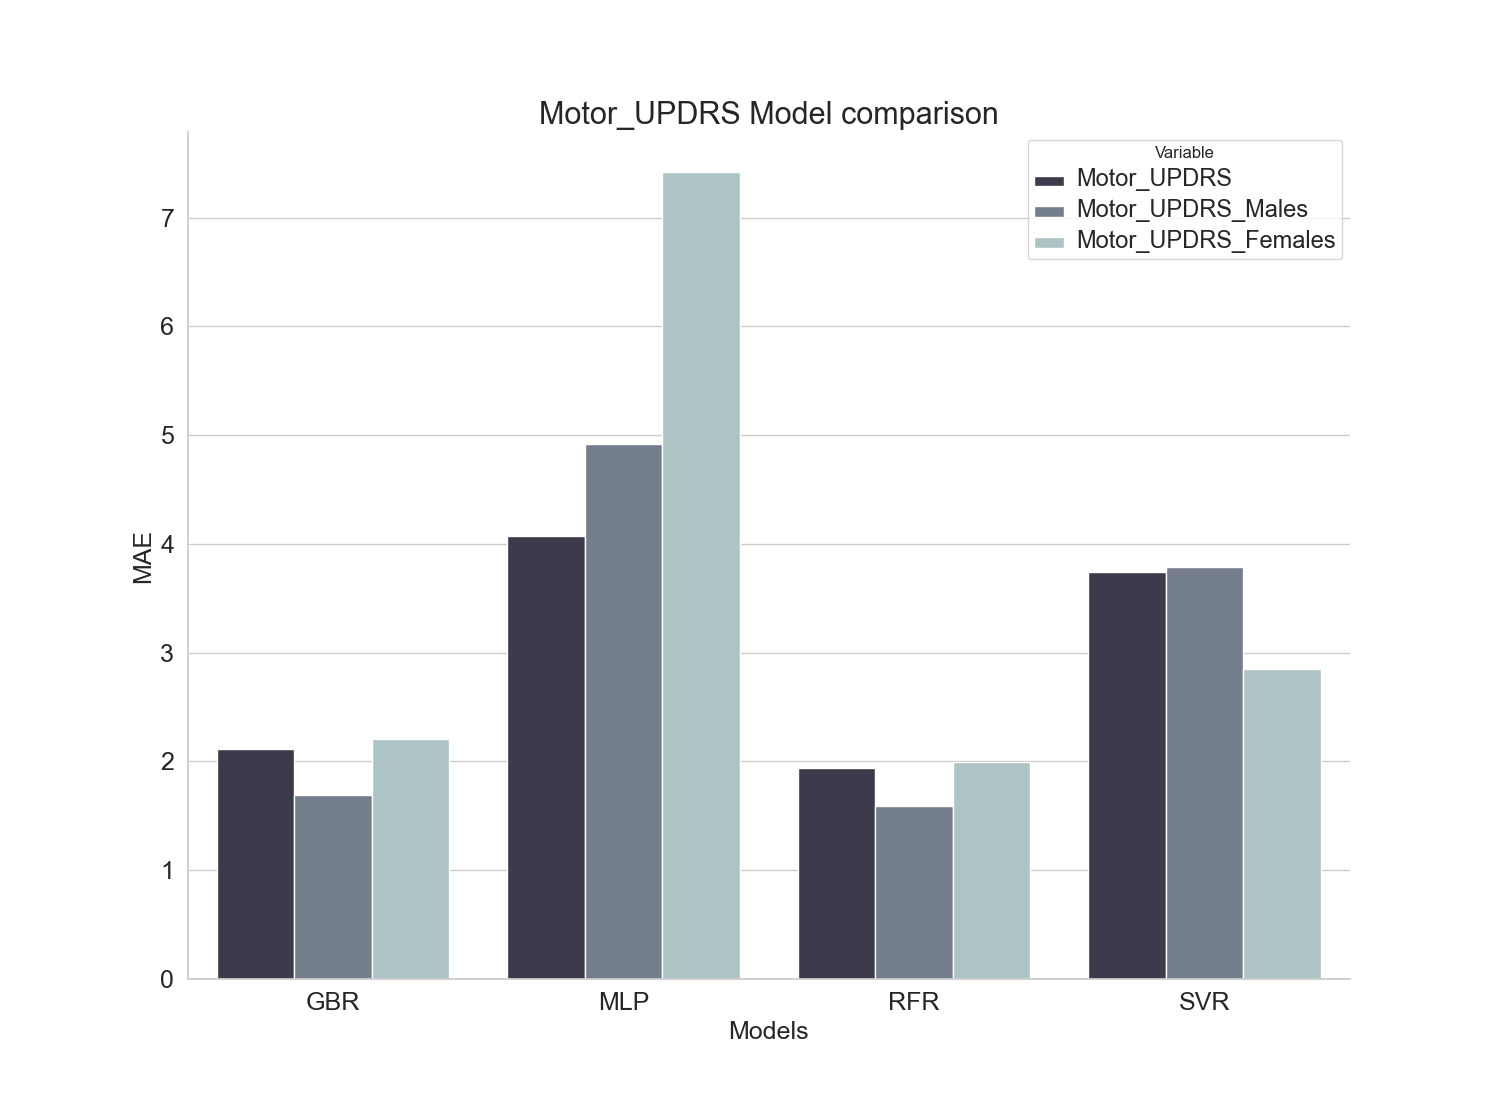 Motor_UPDRS Model comparison
Variable
Motor_UPDRS
Motor_UPDRS_Males
Motor_UPDRS_Females
7
6
5
4
3
2
1
0
MAE
GBR
MLP
RFR
SVR
Models